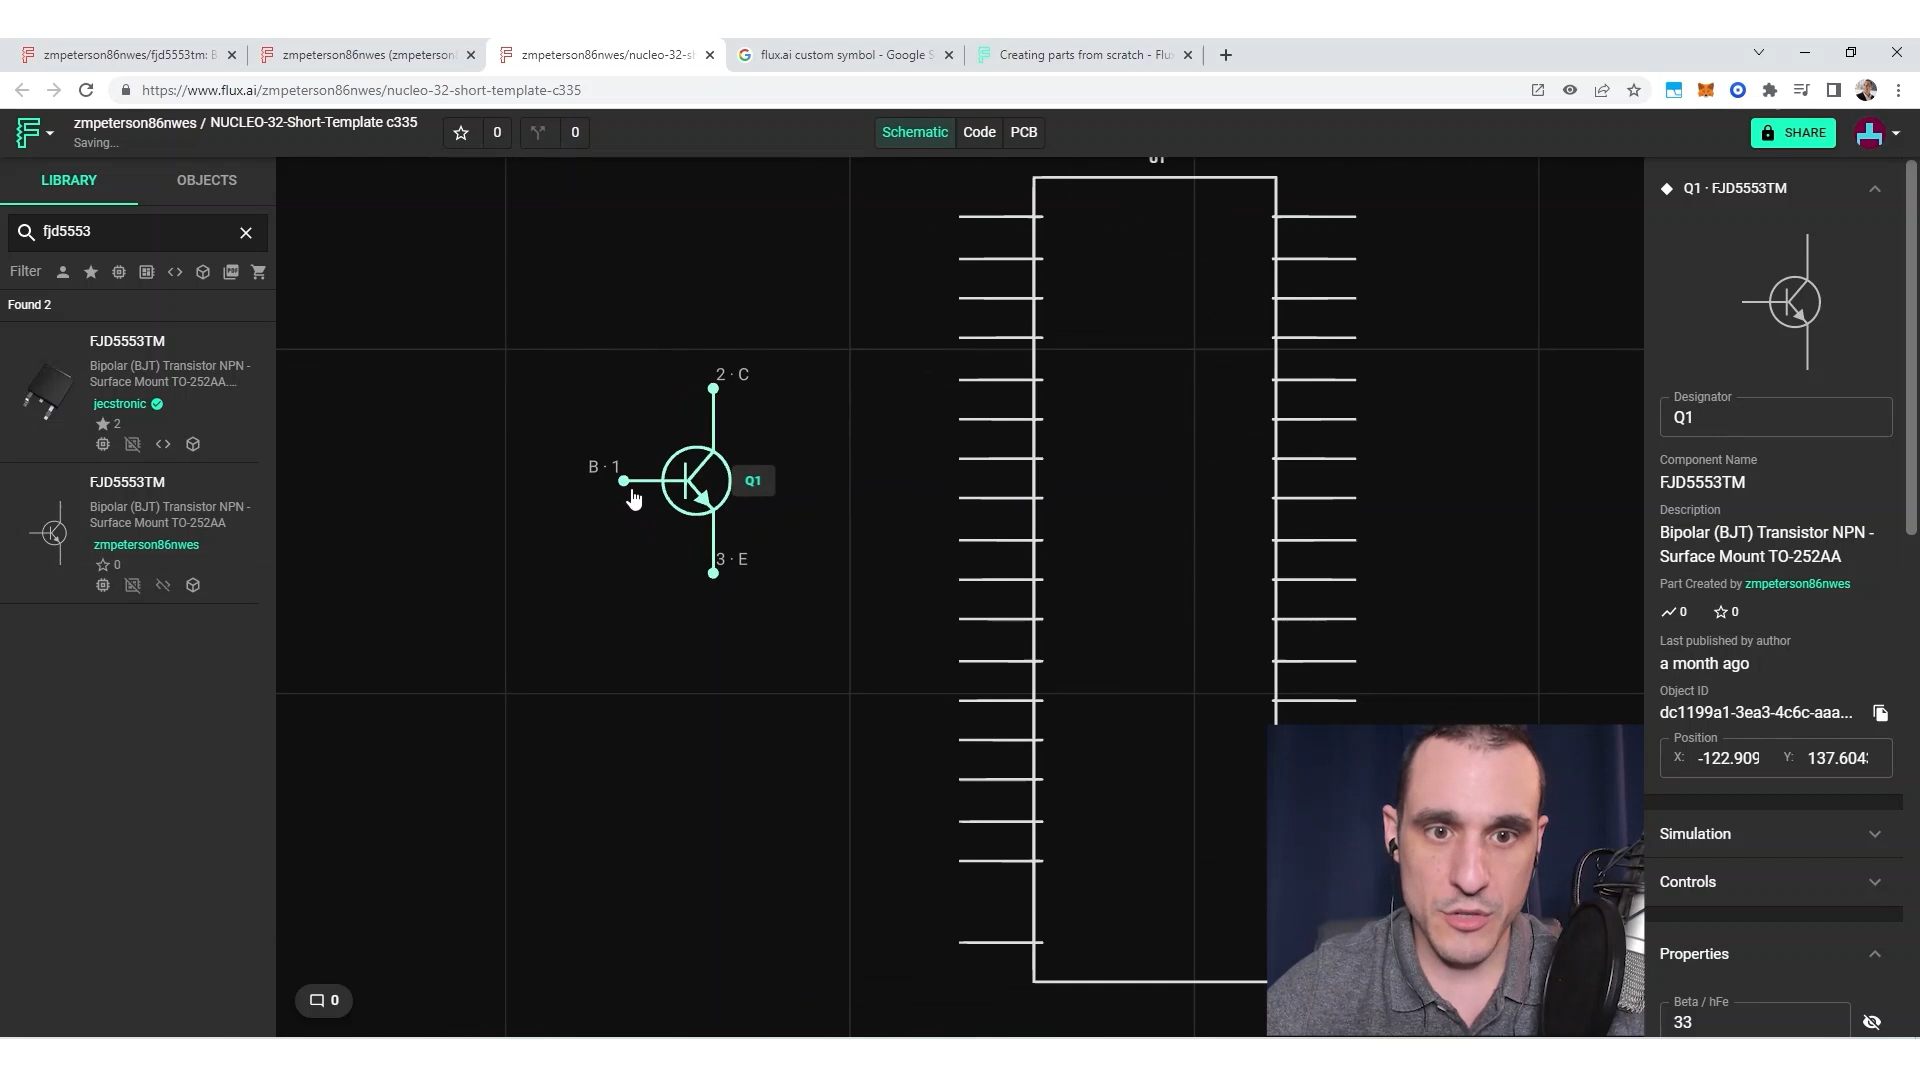 zmpeterson86nwes/fjd5553tm: B
zmpeterson86nwes (zmpeterson
zmpeterson86nwes/nucleo-32-sh
flux.ai custom symbol - Google S
Creating parts from scratch - Flux
https://www.flux.ai/zmpeterson86nwes/nucleo-32-short-template-c335
zmpeterson86nwes / NUCLEO-32-Short-Template c335
Saving...
0
0
Schematic
Code
PCB
SHARE
LIBRARY
OBJECTS
fjd5553
Filter
Found 2
FJD5553TM
Bipolar (BJT) Transistor NPN -
Surface Mount TO-252AA....
jecstronic
2
FJD5553TM
Bipolar (BJT) Transistor NPN -
Surface Mount TO-252AA
zmpeterson86nwes
0
2 · C
B · 1
Q1
3 · E
0
Q1 · FJD5553TM
Designator
Q1
Component Name
FJD5553TM
Description
Bipolar (BJT) Transistor NPN -
Surface Mount TO-252AA
Part Created by zmpeterson86nwes
0
0
Last published by author
a month ago
Object ID
dc1199a1-3ea3-4c6c-aaa...
Position
X: -122.909
Y: 137.604
Simulation
Controls
Properties
Beta / hFe
33